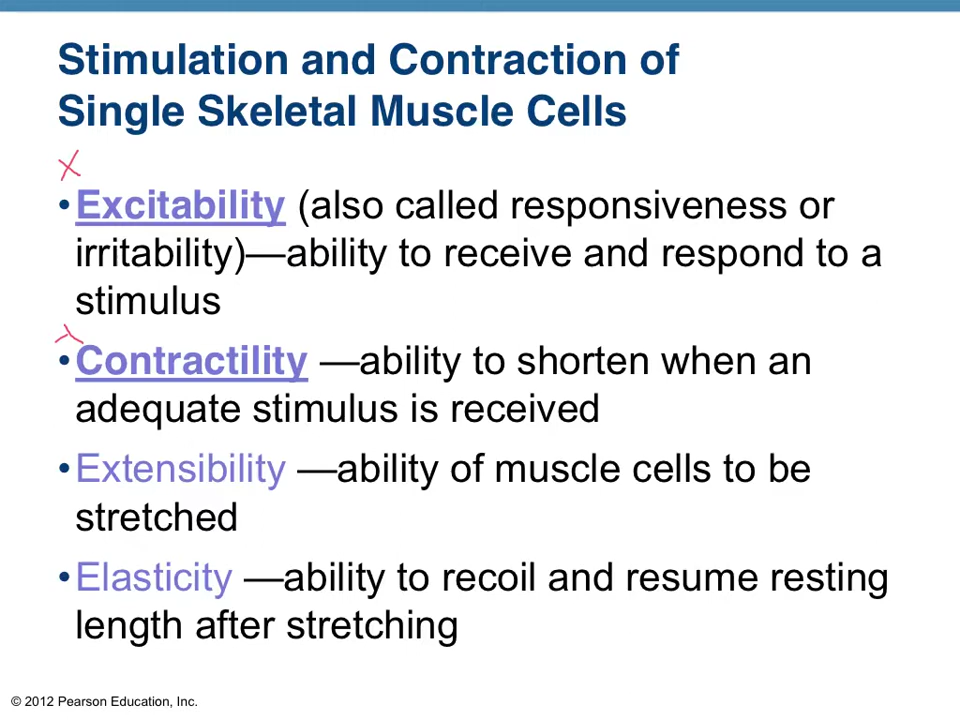 Stimulation and Contraction of
Single Skeletal Muscle Cells
•Excitability (also called responsiveness or
irritability)—ability to receive and respond to a
stimulus
•Contractility —ability to shorten when an
adequate stimulus is received
•Extensibility —ability of muscle cells to be
stretched
•Elasticity —ability to recoil and resume resting
length after stretching
© 2012 Pearson Education, Inc.